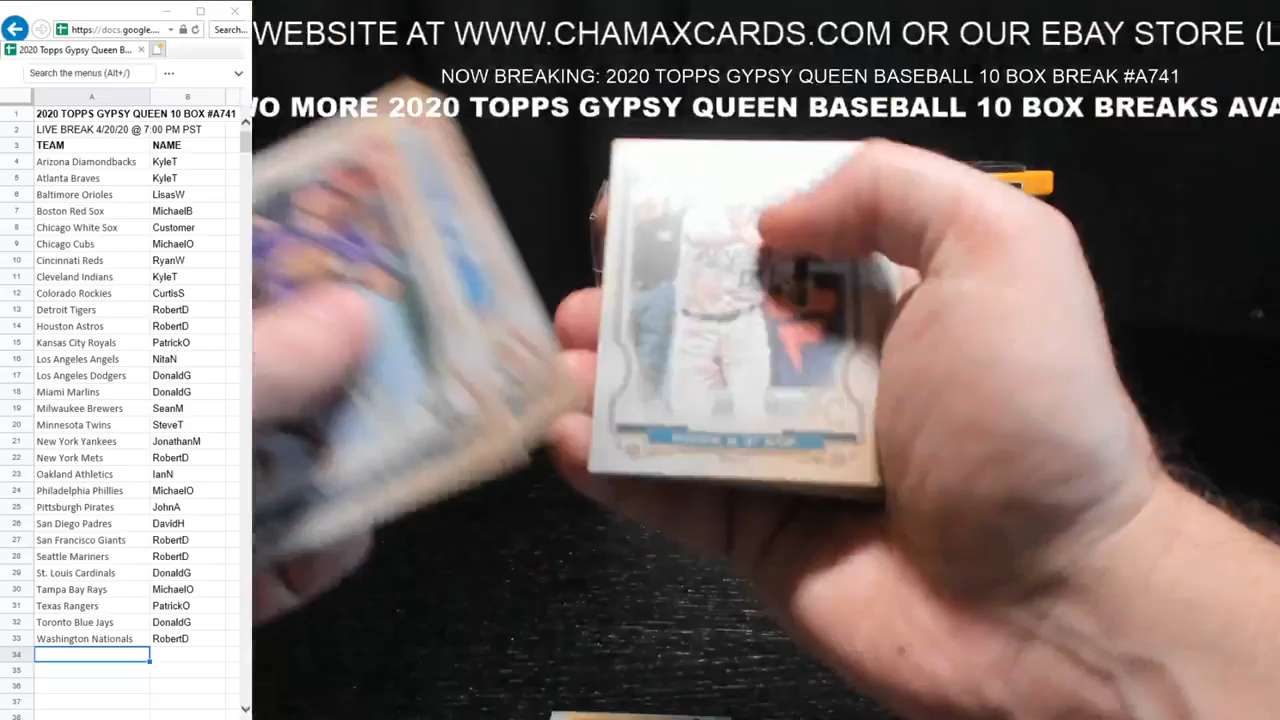 https://docs.google....
Search...
2020 Topps Gypsy Queen B...
Search the menus (Alt+/)
A B
1 2020 TOPPS GYPSY QUEEN 10 BOX #A741
2 LIVE BREAK 4/20/20 @ 7:00 PM PST
3 TEAM NAME
4 Arizona Diamondbacks KyleT
5 Atlanta Braves KyleT
6 Baltimore Orioles LisasW
7 Boston Red Sox MichaelB
8 Chicago White Sox Customer
9 Chicago Cubs MichaelO
10 Cincinnati Reds RyanW
11 Cleveland Indians KyleT
12 Colorado Rockies CurtisS
13 Detroit Tigers RobertD
14 Houston Astros RobertD
15 Kansas City Royals PatrickO
16 Los Angeles Angels NitaN
17 Los Angeles Dodgers DonaldG
18 Miami Marlins DonaldG
19 Milwaukee Brewers SeanM
20 Minnesota Twins SteveT
21 New York Yankees JonathanM
22 New York Mets RobertD
23 Oakland Athletics IanN
24 Philadelphia Phillies MichaelO
25 Pittsburgh Pirates JohnA
26 San Diego Padres DavidH
27 San Francisco Giants RobertD
28 Seattle Mariners RobertD
29 St. Louis Cardinals DonaldG
30 Tampa Bay Rays MichaelO
31 Texas Rangers PatrickO
32 Toronto Blue Jays DonaldG
33 Washington Nationals RobertD
34
35
36
37
38
WEBSITE AT WWW.CHAMAXCARDS.COM OR OUR EBAY STORE (L
NOW BREAKING: 2020 TOPPS GYPSY QUEEN BASEBALL 10 BOX BREAK #A741
WO MORE 2020 TOPPS GYPSY QUEEN BASEBALL 10 BOX BREAKS AVA